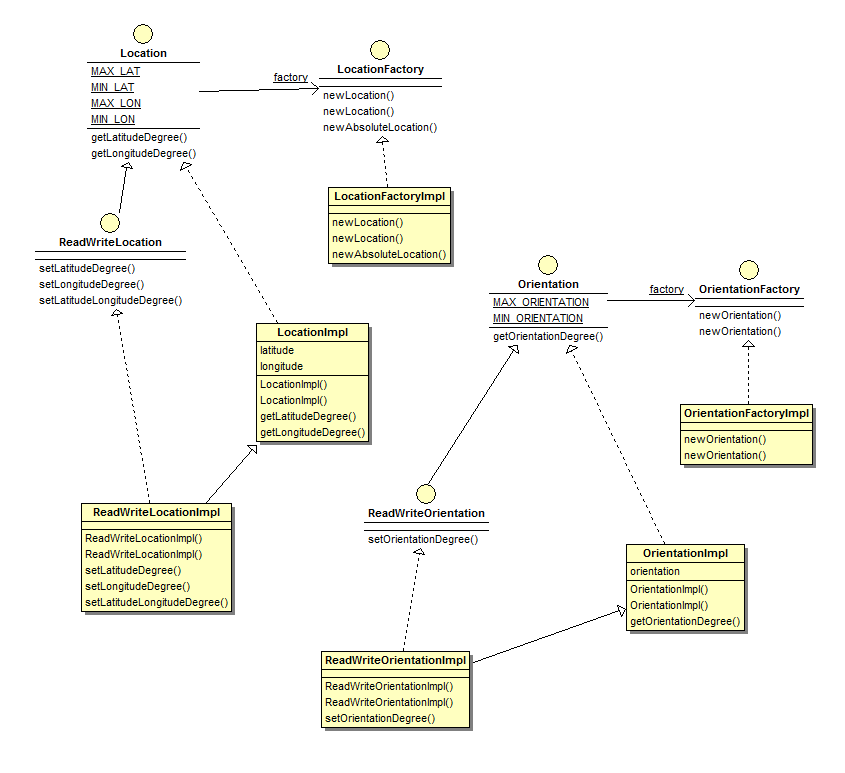 Location
MAX_LAT
MIN_LAT
MAX_LON
MIN_LON
getLatitudeDegree()
getLongitudeDegree()
factory
LocationFactory
newLocation()
newLocation()
newAbsoluteLocation()
LocationFactoryImpl
newLocation()
newLocation()
newAbsoluteLocation()
ReadWriteLocation
setLatitudeDegree()
setLongitudeDegree()
setLatitudeLongitudeDegree()
LocationImpl
latitude
longitude
LocationImpl()
LocationImpl()
getLatitudeDegree()
getLongitudeDegree()
ReadWriteLocationImpl
ReadWriteLocationImpl()
ReadWriteLocationImpl()
setLatitudeDegree()
setLongitudeDegree()
setLatitudeLongitudeDegree()
Orientation
MAX_ORIENTATION
MIN_ORIENTATION
getOrientationDegree()
factory
OrientationFactory
newOrientation()
newOrientation()
OrientationFactoryImpl
newOrientation()
newOrientation()
ReadWriteOrientation
setOrientationDegree()
OrientationImpl
orientation
OrientationImpl()
OrientationImpl()
getOrientationDegree()
ReadWriteOrientationImpl
ReadWriteOrientationImpl()
ReadWriteOrientationImpl()
setOrientationDegree()